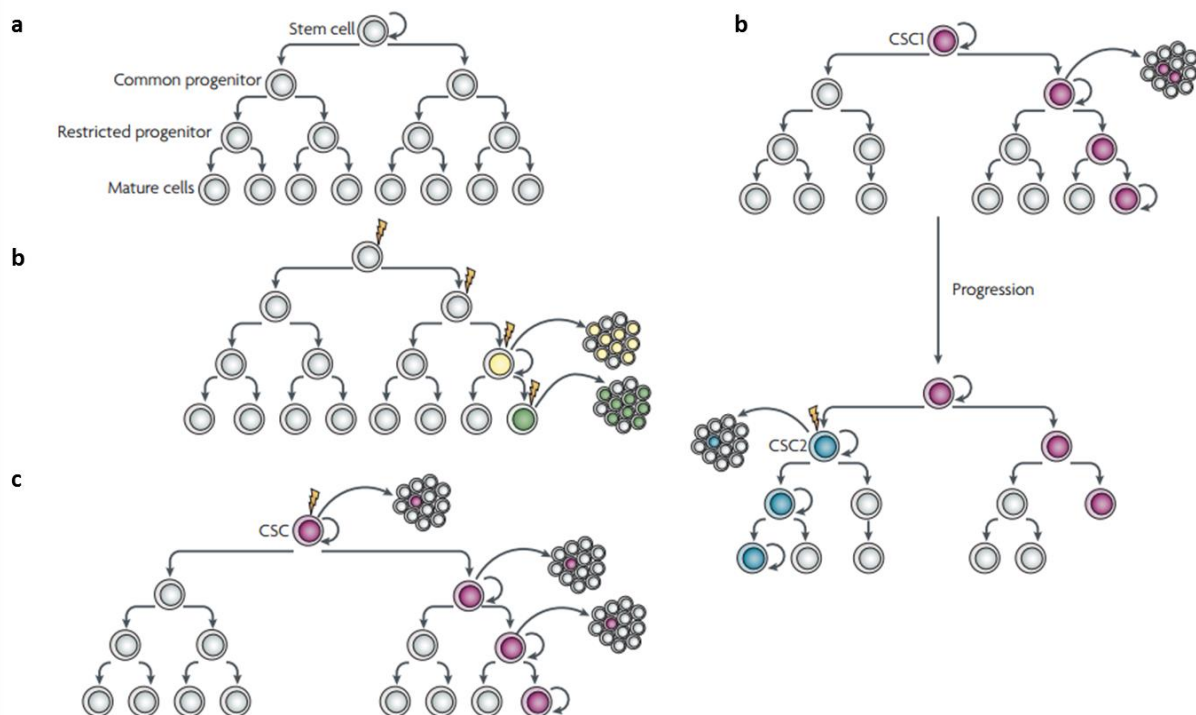 a
Stem cell
Common progenitor
Restricted progenitor
Mature cells
b
c
CSC
b
CSC1
Progression
CSC2